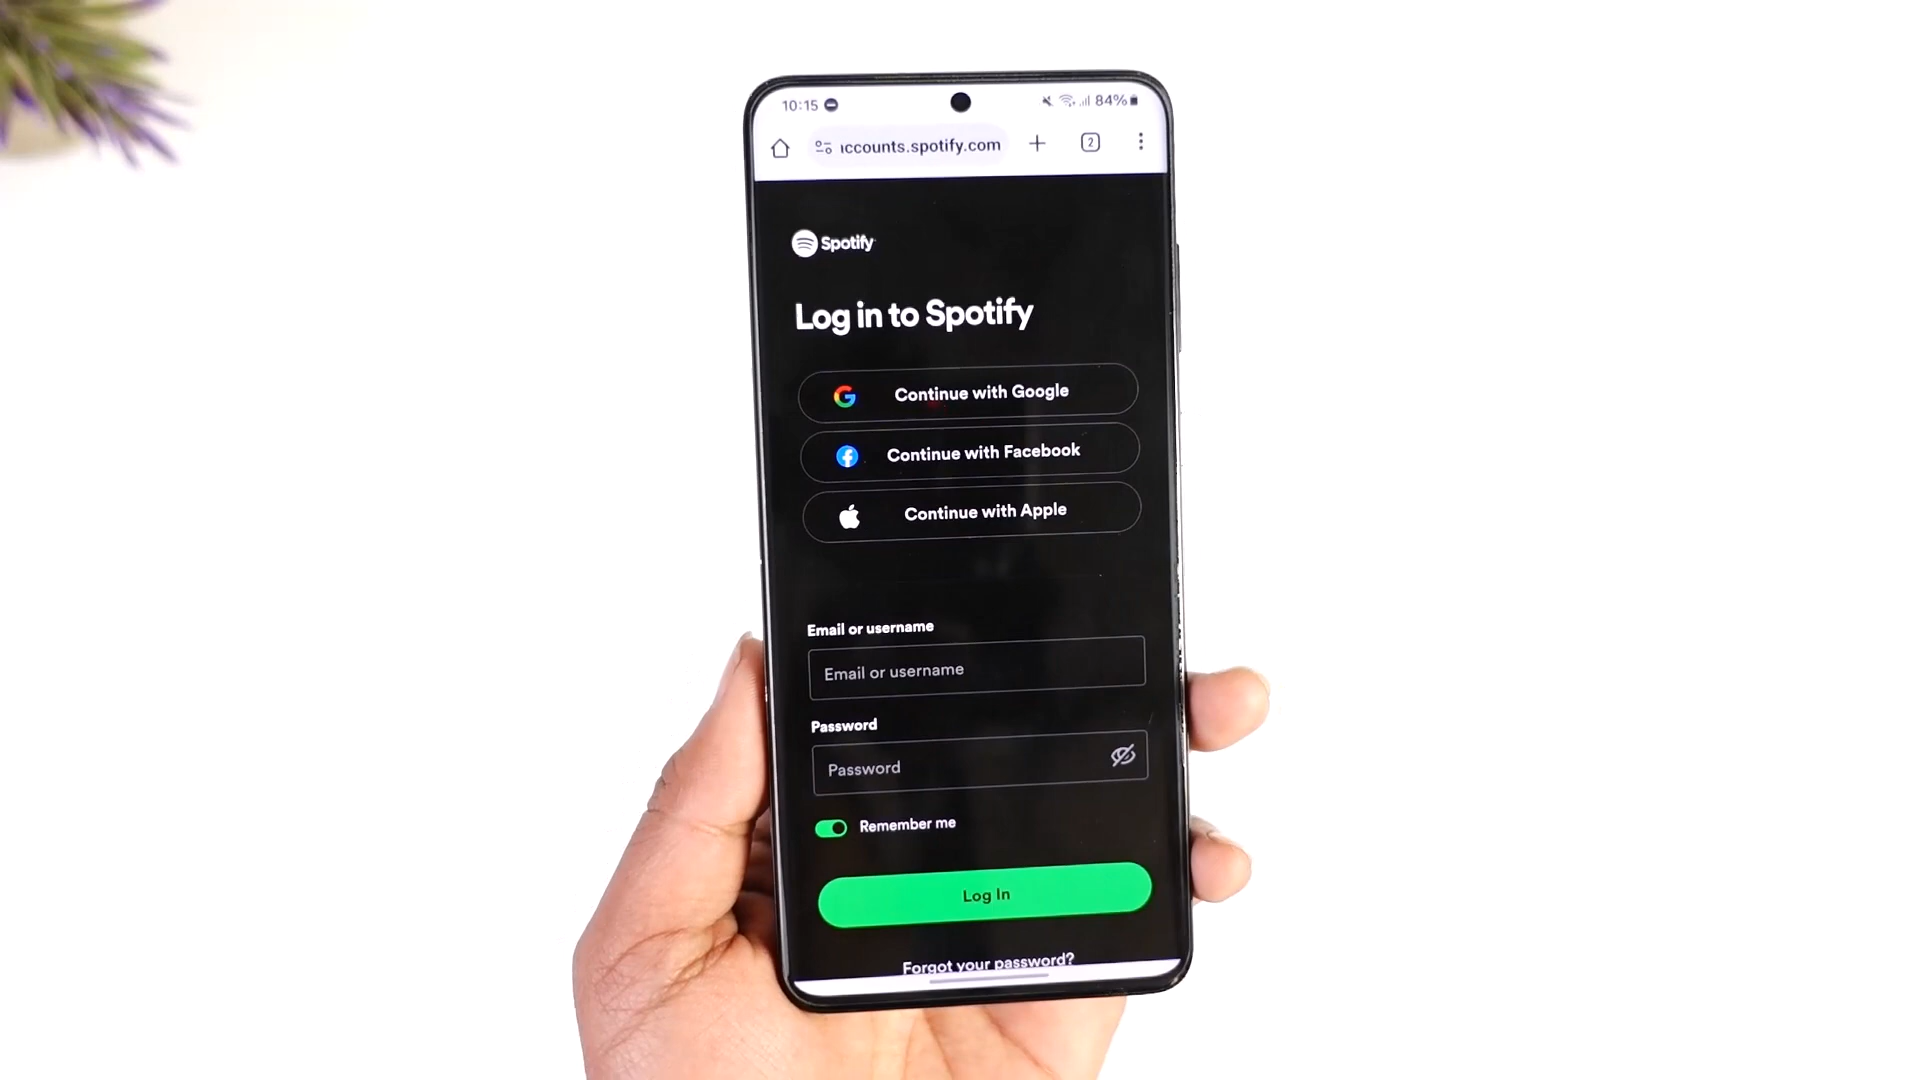 10:15 84%
ccounts.spotify.com 2
Spotify
Log in to Spotify
Continue with Google
Continue with Facebook
Continue with Apple
Email or username
Email or username
Password
Password
Remember me
Log In
Forgot your password?